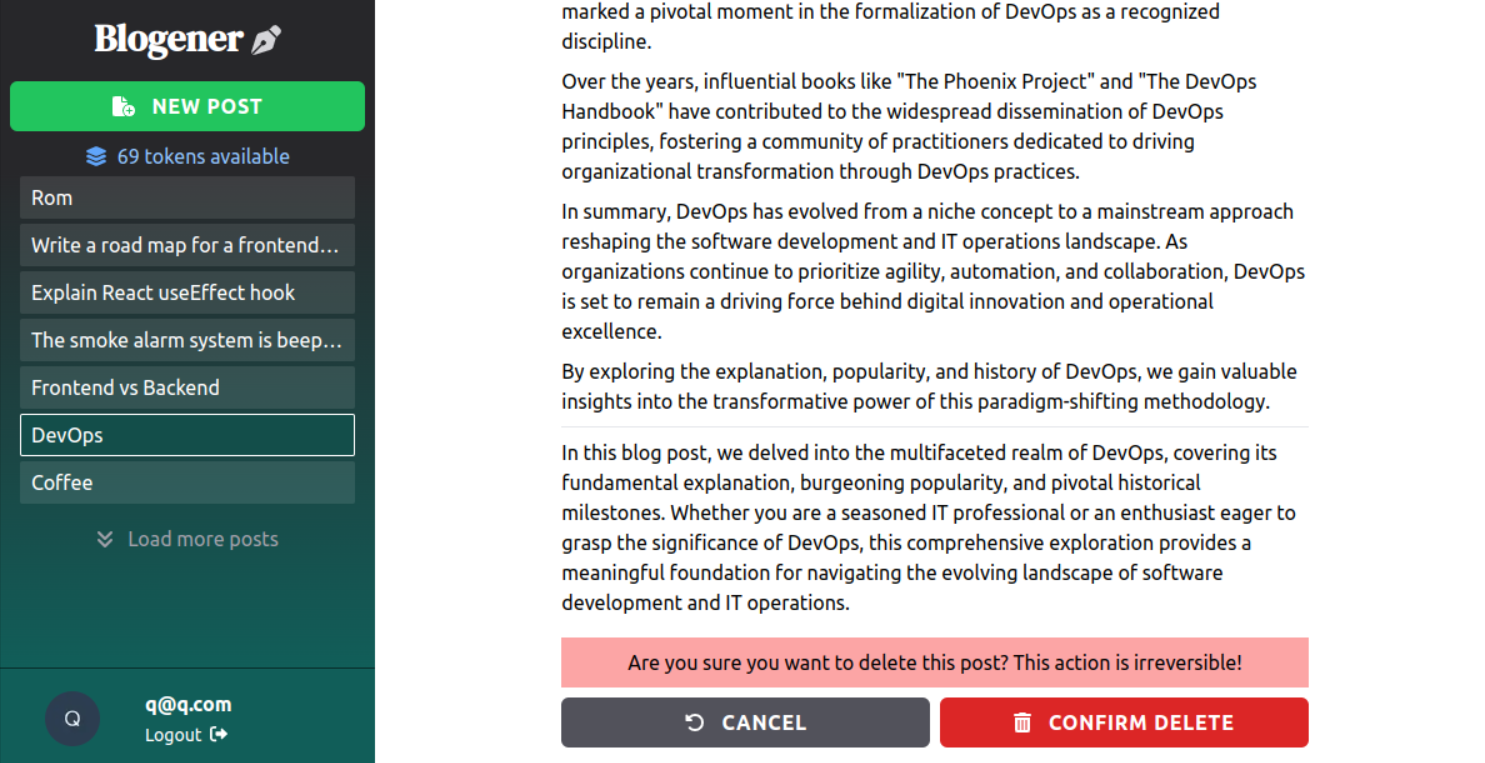 Blogener
NEW POST
69 tokens available
Rom
Write a road map for a frontend…
Explain React useEffect hook
The smoke alarm system is beep…
Frontend vs Backend
DevOps
Coffee
Load more posts
Q
q@q.com
Logout
marked a pivotal moment in the formalization of DevOps as a recognized
discipline.
Over the years, influential books like "The Phoenix Project" and "The DevOps
Handbook" have contributed to the widespread dissemination of DevOps
principles, fostering a community of practitioners dedicated to driving
organizational transformation through DevOps practices.
In summary, DevOps has evolved from a niche concept to a mainstream approach
reshaping the software development and IT operations landscape. As
organizations continue to prioritize agility, automation, and collaboration, DevOps
is set to remain a driving force behind digital innovation and operational
excellence.
By exploring the explanation, popularity, and history of DevOps, we gain valuable
insights into the transformative power of this paradigm-shifting methodology.
In this blog post, we delved into the multifaceted realm of DevOps, covering its
fundamental explanation, burgeoning popularity, and pivotal historical
milestones. Whether you are a seasoned IT professional or an enthusiast eager to
grasp the significance of DevOps, this comprehensive exploration provides a
meaningful foundation for navigating the evolving landscape of software
development and IT operations.
Are you sure you want to delete this post? This action is irreversible!
CANCEL
CONFIRM DELETE